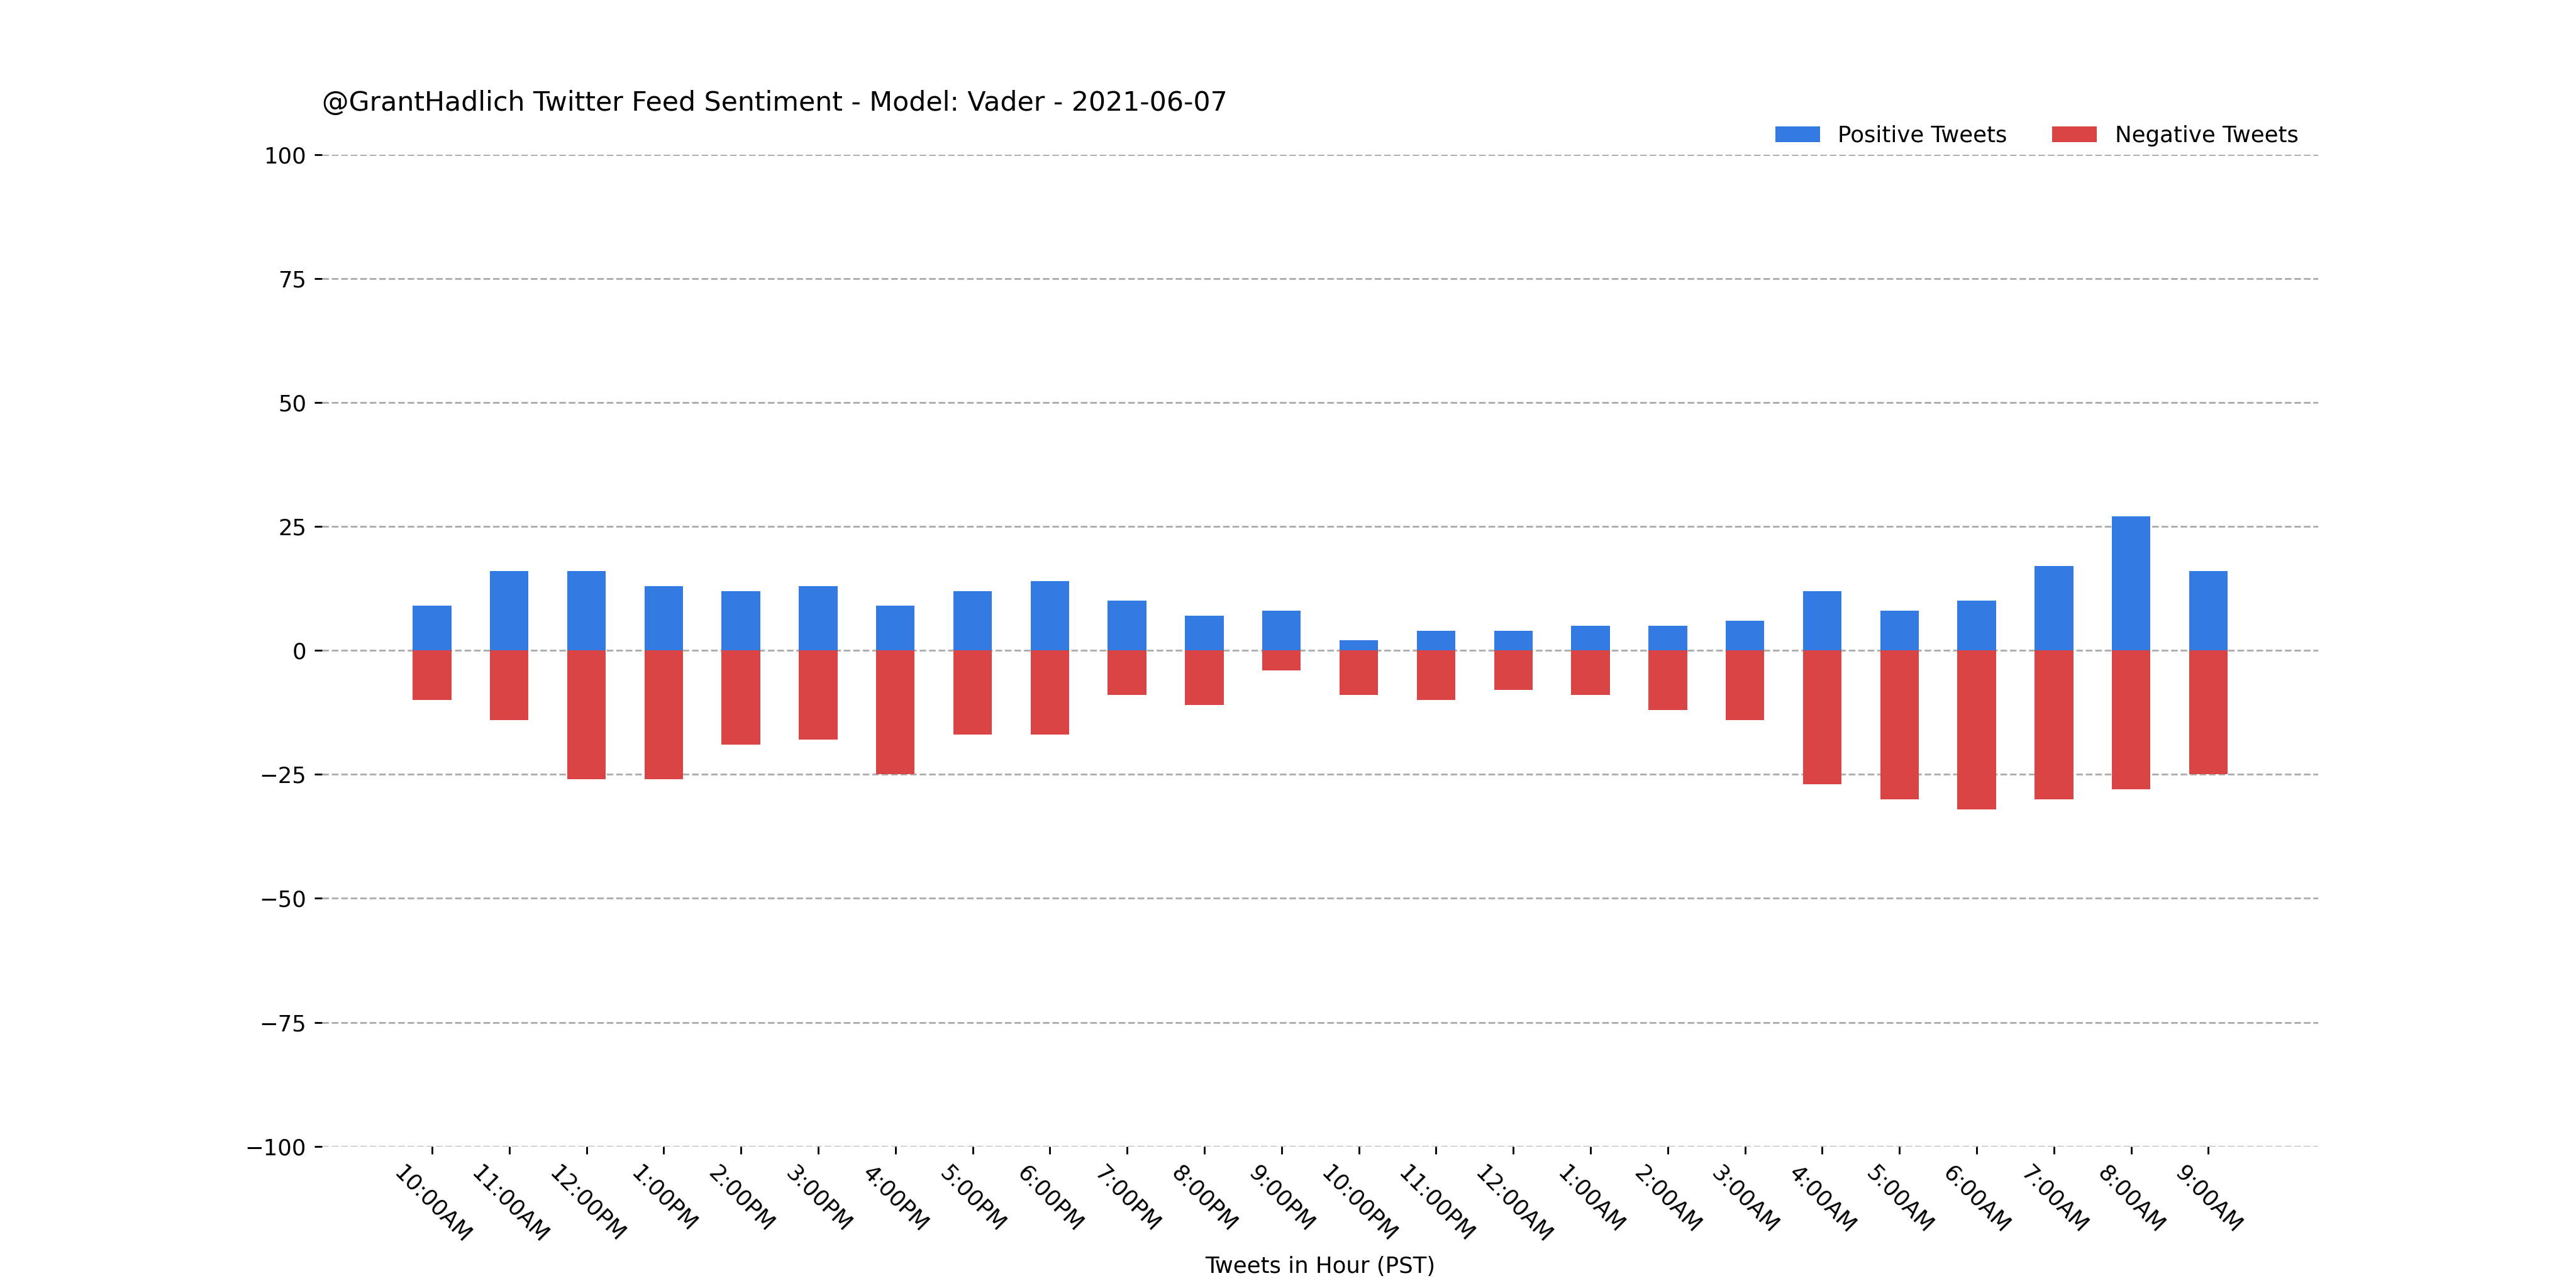 @GrantHadlich Twitter Feed Sentiment - Model: Vader - 2021-06-07
Positive Tweets
Negative Tweets
100
75
50
25
0
−25
−50
−75
−100
10:00AM
11:00AM
12:00PM
1:00PM
2:00PM
3:00PM
4:00PM
5:00PM
6:00PM
7:00PM
8:00PM
9:00PM
10:00PM
11:00PM
12:00AM
1:00AM
2:00AM
3:00AM
4:00AM
5:00AM
6:00AM
7:00AM
8:00AM
9:00AM
Tweets in Hour (PST)